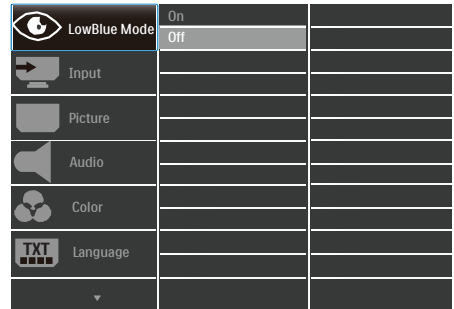 LowBlue Mode
On
Off
Input
Picture
Audio
Color
TXT
Language